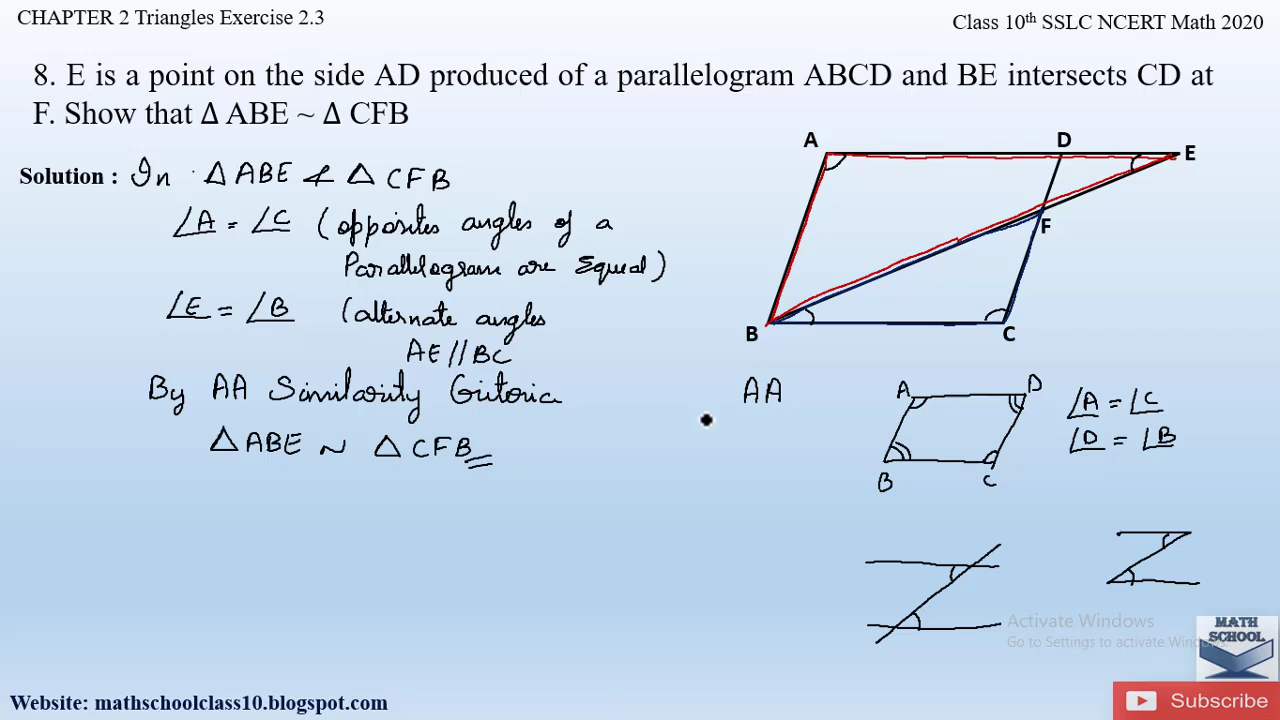 CHAPTER 2 Triangles Exercise 2.3
Class 10th SSLC NCERT Math 2020
8. E is a point on the side AD produced of a parallelogram ABCD and BE intersects CD at
F. Show that Δ ABE ~ Δ CFB
Solution : In Δ ABE & Δ CFB
∠A = ∠C (opposites angles of a
Parallelogram are Equal)
∠E = ∠B (alternate angles
AE//BC
By AA Similarity Criteria
Δ ABE ~ Δ CFB
A
D
E
F
B
C
AA
A
D
B
C
∠A = ∠C
∠D = ∠B
Activate Windows
Go to Settings to activate Windows.
MATH
SCHOOL
Website: mathschoolclass10.blogspot.com
Subscribe